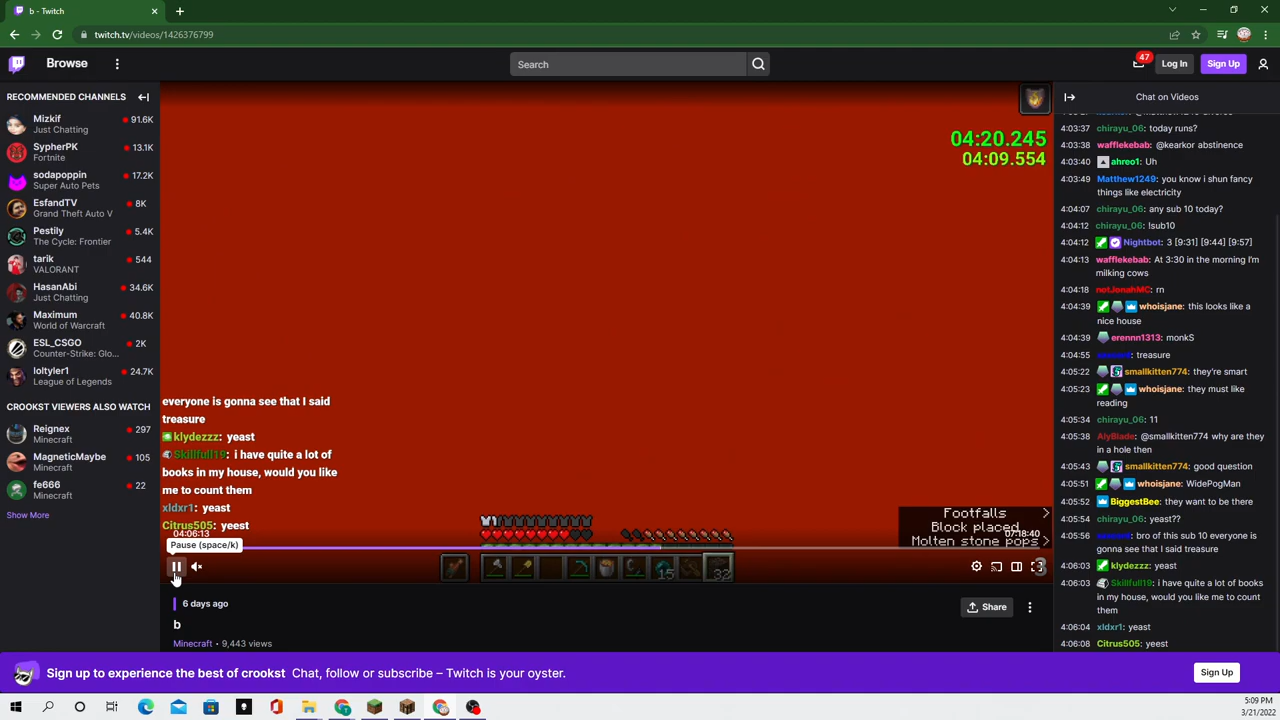 b - Twitch
twitch.tv/videos/1426376799
Browse
Search
47
Log In
Sign Up
RECOMMENDED CHANNELS
Mizkif
91.6K
Just Chatting
SypherPK
13.1K
Fortnite
sodapoppin
17.2K
Super Auto Pets
EsfandTV
8K
Grand Theft Auto V
Pestily
5.4K
The Cycle: Frontier
tarik
544
VALORANT
HasanAbi
34.6K
Just Chatting
Maximum
40.8K
World of Warcraft
ESL_CSGO
2K
Counter-Strike: Glo...
loltyler1
24.7K
League of Legends
CROOKST VIEWERS ALSO WATCH
Reignex
297
Minecraft
MagneticMaybe
105
Minecraft
fe666
22
Minecraft
Show More
04:20.245
04:09.554
everyone is gonna see that I said
treasure
klydezzz: yeast
Skillfull19: i have quite a lot of
books in my house, would you like
me to count them
xldxr1: yeast
Citrus505: yeest
04:06:13
Pause (space/k)
Footfalls >
Block placed
Molten stone pops >
07:18:40
15
32
6 days ago
b
Minecraft • 9,443 views
Share
Chat on Videos
4:03:37 chirayu_06: today runs?
4:03:38 wafflekebab: @kearkor abstinence
4:03:40 ahreo1: Uh
4:03:49 Matthew1249: you know i shun fancy
things like electricity
4:04:07 chirayu_06: any sub 10 today?
4:04:12 chirayu_06: !sub10
4:04:12 Nightbot: 3 [9:31] [9:44] [9:57]
4:04:13 wafflekebab: At 3:30 in the morning I'm
milking cows
4:04:18 notJonahMC: rn
4:04:39 whoisjane: this looks like a
nice house
4:04:39 erennn1313: monkS
4:04:55 : treasure
4:05:22 smallkitten774: they're smart
4:05:23 whoisjane: they must like
reading
4:05:34 chirayu_06: 11
4:05:38 AlyBlade: @smallkitten774 why are they
in a hole then
4:05:43 smallkitten774: good question
4:05:51 whoisjane: WidePogMan
4:05:52 BiggestBee: they want to be there
4:05:54 chirayu_06: yeast??
4:05:56 : bro of this sub 10 everyone is
gonna see that I said treasure
4:06:03 klydezzz: yeast
4:06:03 Skillfull19: i have quite a lot of books
in my house, would you like me to count
them
4:06:04 xldxr1: yeast
4:06:08 Citrus505: yeest
Sign up to experience the best of crookst Chat, follow or subscribe – Twitch is your oyster.
Sign Up
5:09 PM
3/21/2022